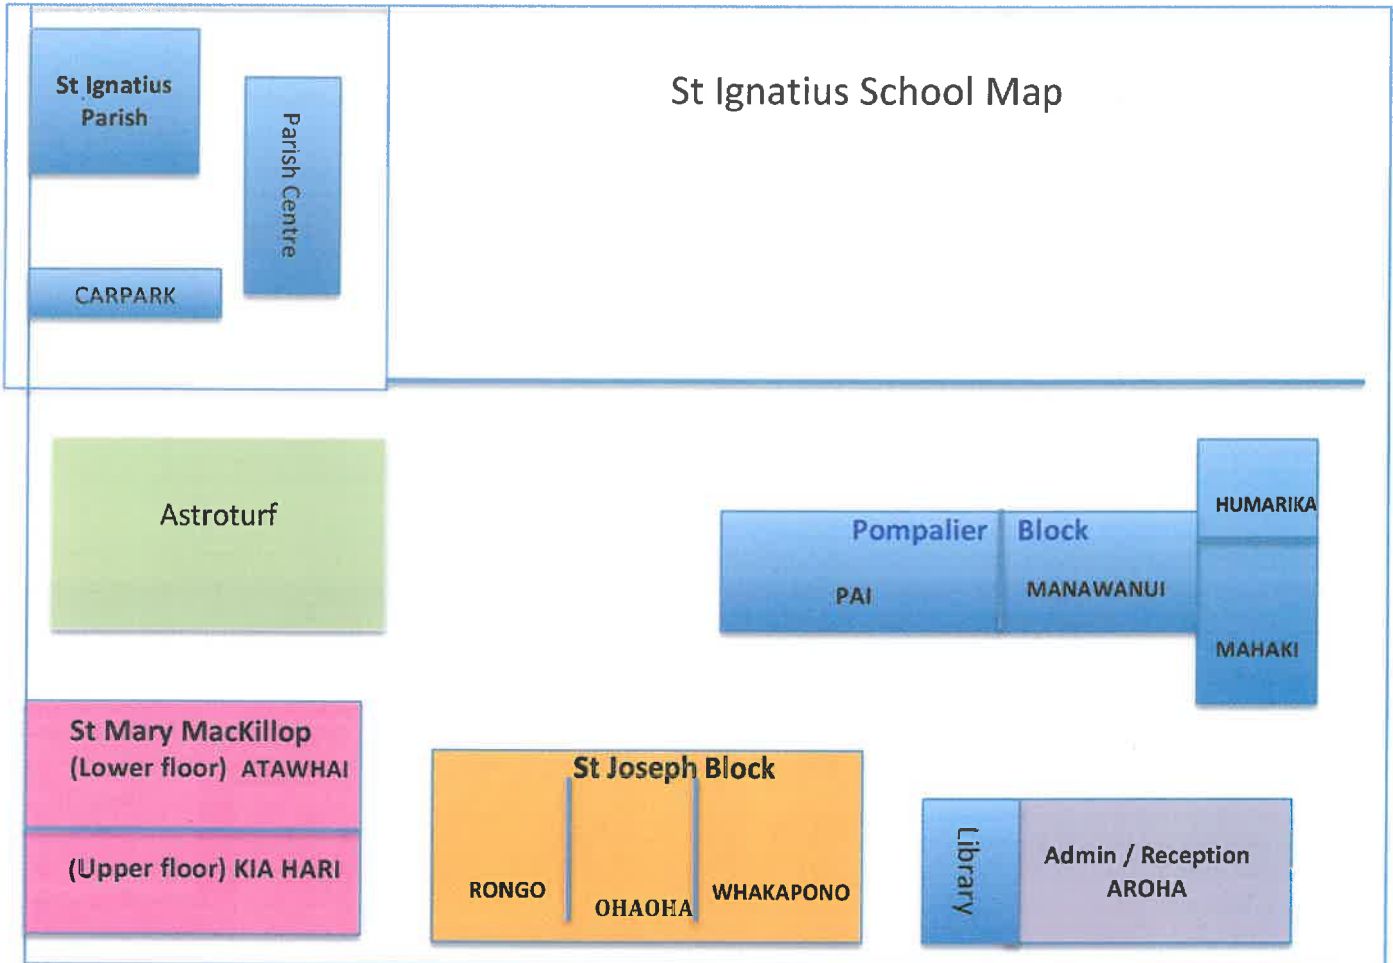 St Ignatius School Map
St Ignatius
Parish
Parish Centre
CARPARK
Astroturf
Pompalier Block
PAI
MANAWANUI
HUMARIKA
MAHAKI
St Mary MacKillop
(Lower floor) ATAWHAI
(Upper floor) KIA HARI
St Joseph Block
RONGO
OHAOHA
WHAKAPONO
Library
Admin / Reception
AROHA